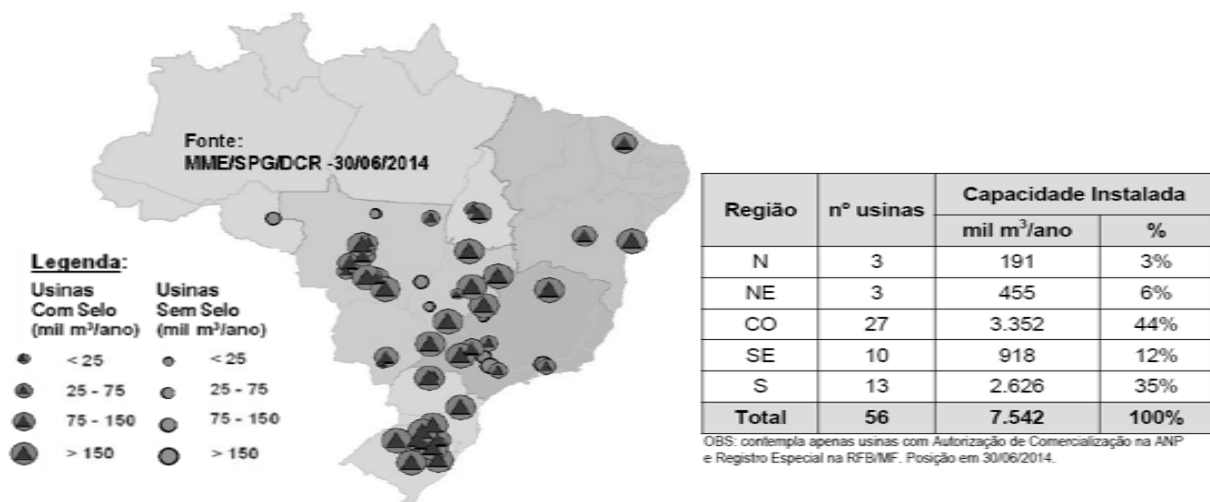 Fonte:
MME/SPG/DCR -30/06/2014
Legenda:
Usinas Com Selo (mil m³/ano)
< 25
25 - 75
75 - 150
> 150
Usinas Sem Selo (mil m³/ano)
< 25
25 - 75
75 - 150
> 150
Região nº usinas Capacidade Instalada
mil m³/ano %
N 3 191 3%
NE 3 455 6%
CO 27 3.352 44%
SE 10 918 12%
S 13 2.626 35%
Total 56 7.542 100%
OBS: contempla apenas usinas com Autorização de Comercialização na ANP
e Registro Especial na RFB/MF. Posição em 30/06/2014.